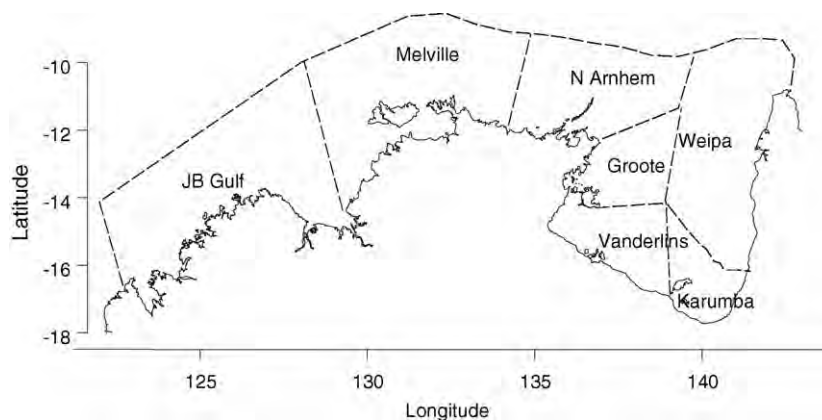 Melville
-10
N Arnhem
-12
Weipa
Groote
JB Gulf
Latitude
-14
Vanderlins
-16
Karumba
-18
125
130
135
140
Longitude